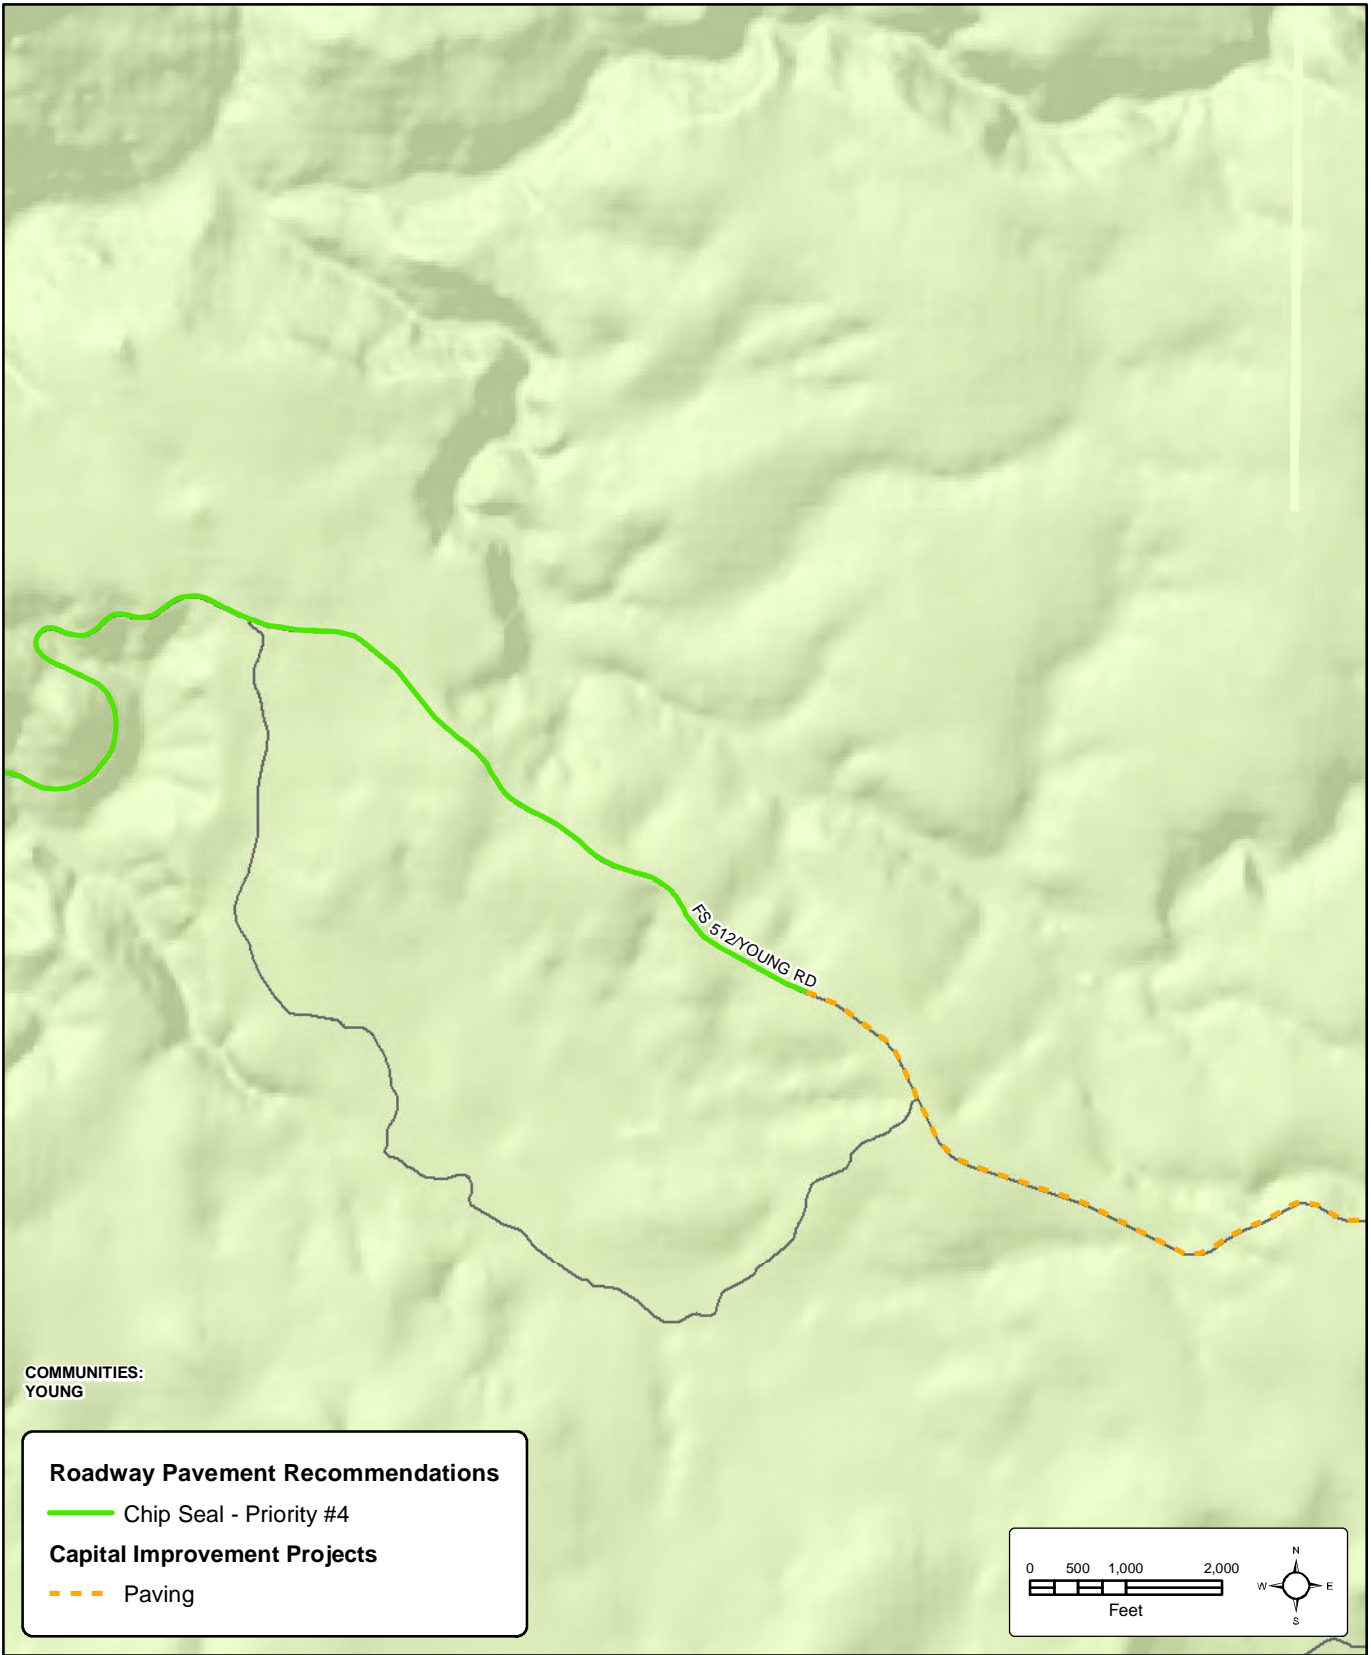 FS 512/YOUNG RD
COMMUNITIES:
YOUNG
Roadway Pavement Recommendations
Chip Seal - Priority #4
Capital Improvement Projects
Paving
0 500 1,000 2,000
Feet
N
W E
S